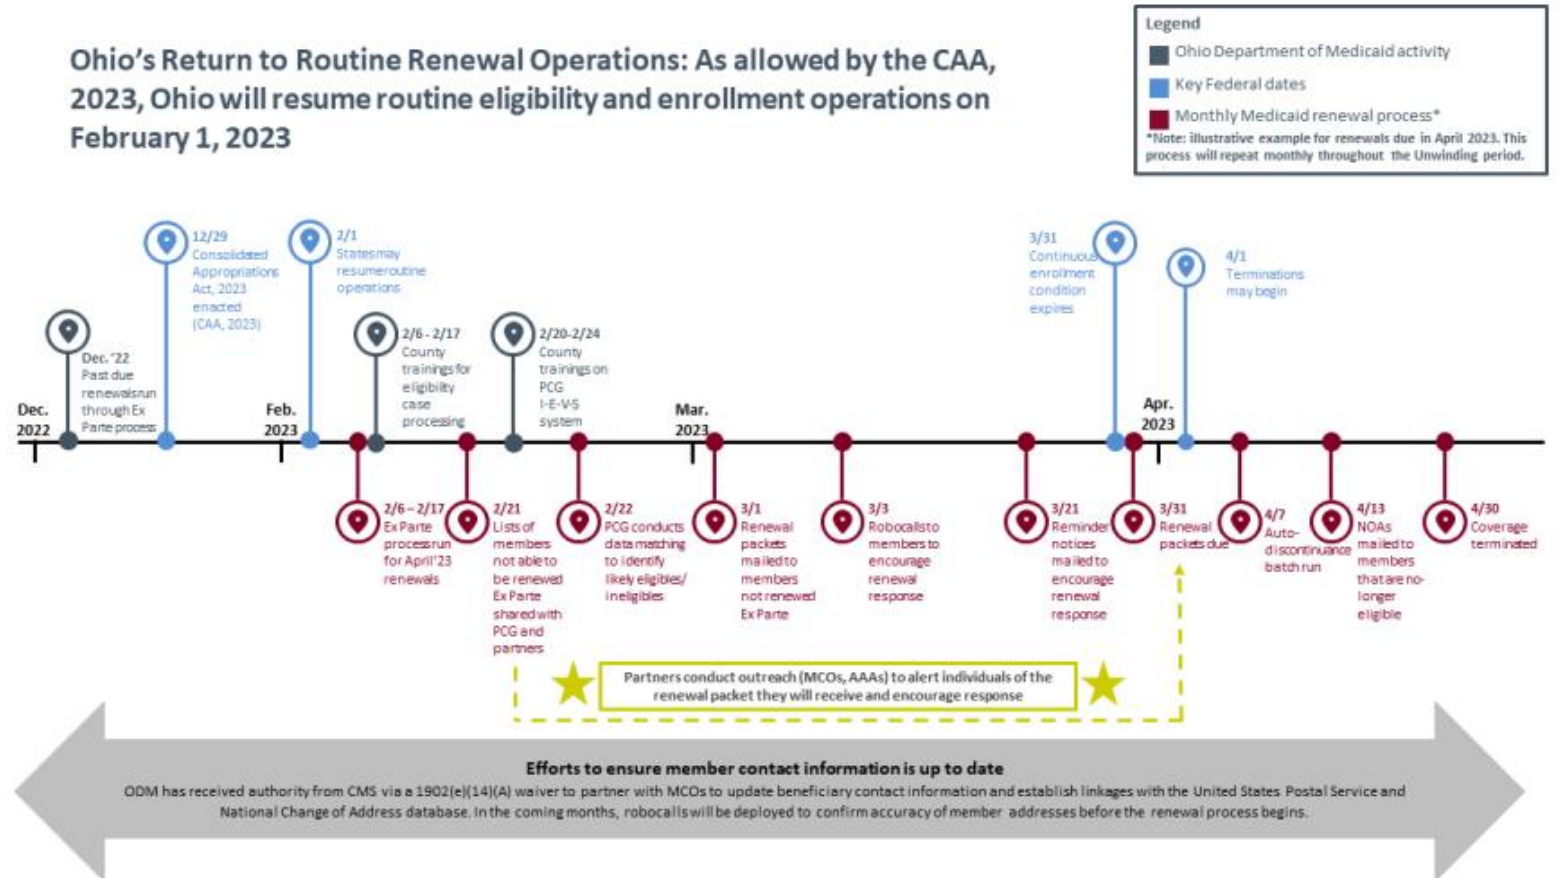 Ohio's Return to Routine Renewal Operations: As allowed by the CAA,
2023, Ohio will resume routine eligibility and enrollment operations on
February 1, 2023
Legend
Ohio Department of Medicaid activity
Key Federal dates
Monthly Medicaid renewal process*
*Note: illustrative example for renewals due in April 2023. This
process will repeat monthly throughout the Unwinding period.
Dec.
2022
Dec. '22
Past due
renewals run
through Ex
Parte process
12/29
Consolidated
Appropriations
Act, 2023
enacted
(CAA, 2023)
Feb.
2023
2/1
States may
resume routine
operations
2/6 - 2/17
County
trainings for
eligibility
case
processing
2/20-2/24
County
trainings on
PCG
I-E-V-S
system
Mar.
2023
3/31
Continuous
enrollment
condition
expires
Apr.
2023
4/1
Terminations
may begin
2/6 – 2/17
Ex Parte
process run
for April '23
renewals
2/21
Lists of
members
not able to
be renewed
Ex Parte
shared with
PCG and
partners
2/22
PCG conducts
data matching
to identify
likely eligibles/
ineligibles
3/1
Renewal
packets
mailed to
members
not renewed
Ex Parte
3/3
Robocalls to
members to
encourage
renewal
response
3/21
Reminder
notices
mailed to
encourage
renewal
response
3/31
Renewal
packets due
4/7
Auto-
discontinuance
batch run
4/13
NOAs
mailed to
members
that are no-
longer
eligible
4/30
Coverage
terminated
Partners conduct outreach (MCOs, AAAs) to alert individuals of the
renewal packet they will receive and encourage response
Efforts to ensure member contact information is up to date
ODM has received authority from CMS via a 1902(e)(14)(A) waiver to partner with MCOs to update beneficiary contact information and establish linkages with the United States Postal Service and
National Change of Address database. In the coming months, robocalls will be deployed to confirm accuracy of member addresses before the renewal process begins.